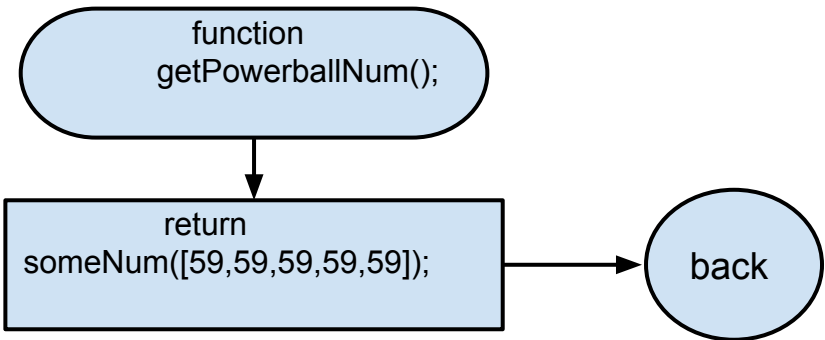 function
getPowerballNum();
return
someNum([59,59,59,59,59]);
back